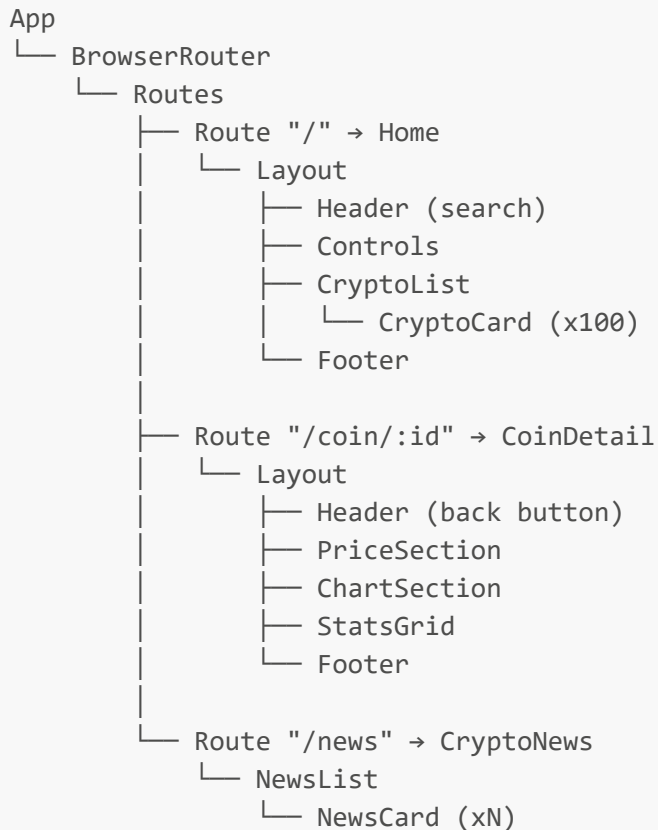 App
└── BrowserRouter
    └── Routes
        ├── Route "/" → Home
        │   └── Layout
        │       ├── Header (search)
        │       ├── Controls
        │       ├── CryptoList
        │       │   └── CryptoCard (x100)
        │       └── Footer
        │
        ├── Route "/coin/:id" → CoinDetail
        │   └── Layout
        │       ├── Header (back button)
        │       ├── PriceSection
        │       ├── ChartSection
        │       ├── StatsGrid
        │       └── Footer
        │
        └── Route "/news" → CryptoNews
            └── NewsList
                └── NewsCard (xN)